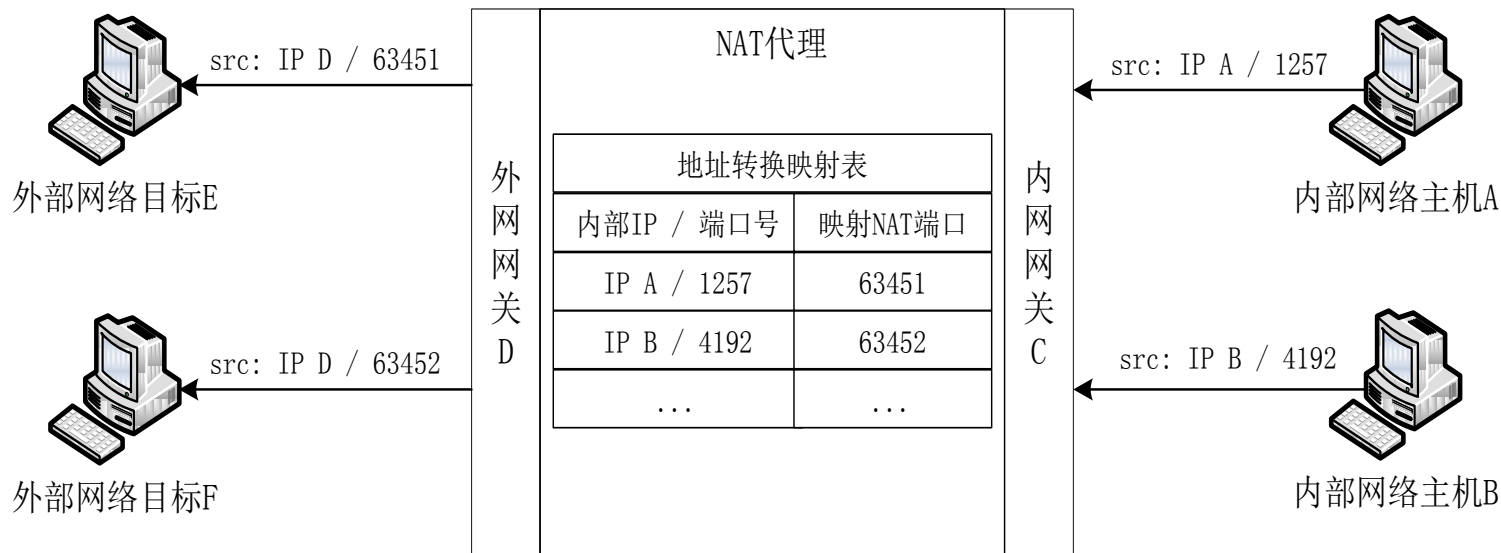 NAT代理
src: IP D / 63451
src: IP A / 1257
外部网络目标E
内部网络主机A
外网网关D
内网网关C
地址转换映射表
内部IP / 端口号
映射NAT端口
IP A / 1257
63451
IP B / 4192
63452
...
...
src: IP D / 63452
src: IP B / 4192
外部网络目标F
内部网络主机B